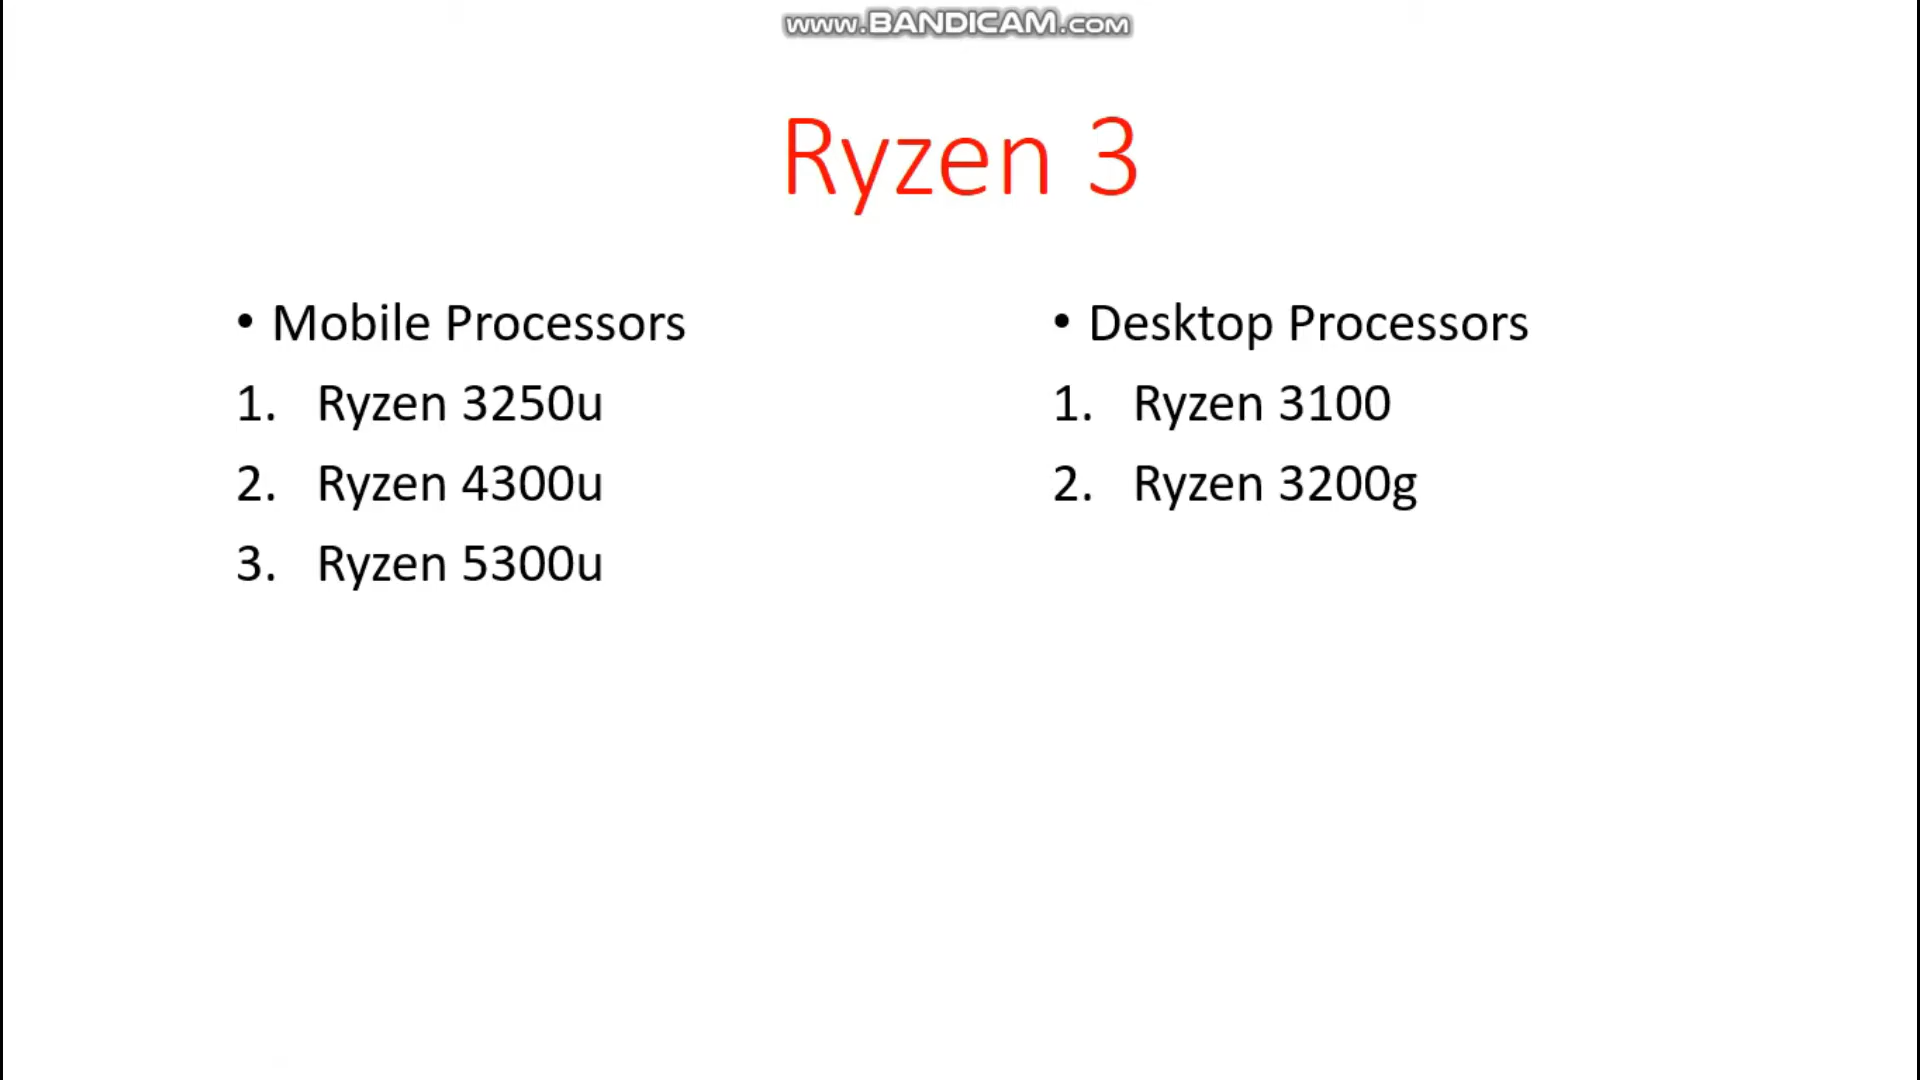 www.BANDICAM.com
Ryzen 3
• Mobile Processors
1. Ryzen 3250u
2. Ryzen 4300u
3. Ryzen 5300u
• Desktop Processors
1. Ryzen 3100
2. Ryzen 3200g